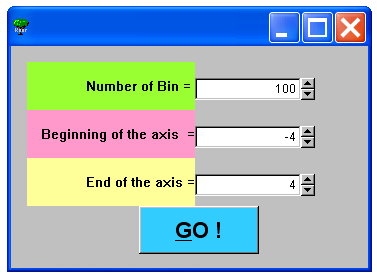 Number of Bin = 100
Beginning of the axis = -4
End of the axis = 4
GO !